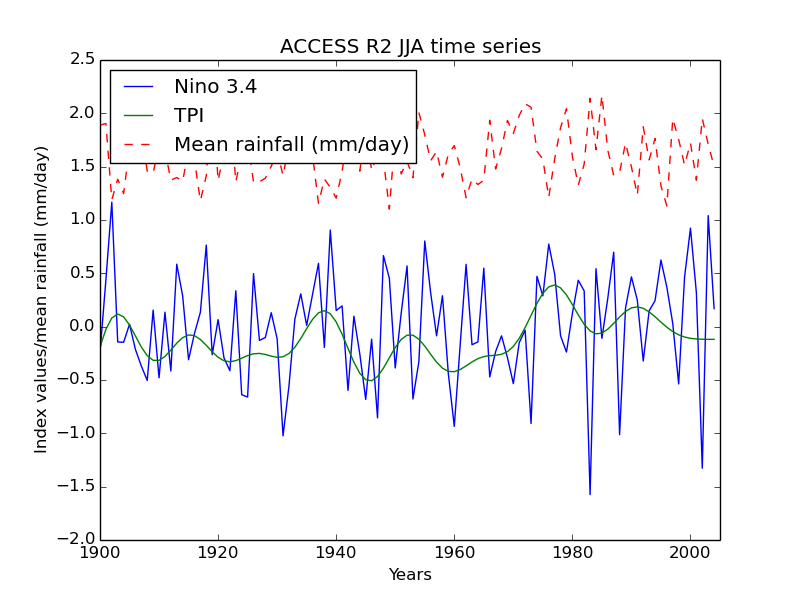 ACCESS R2 JJA time series
Nino 3.4
TPI
Mean rainfall (mm/day)
Index values/mean rainfall (mm/day)
2.5
2.0
1.5
1.0
0.5
0.0
−0.5
−1.0
−1.5
−2.0
1900 1920 1940 1960 1980 2000
Years